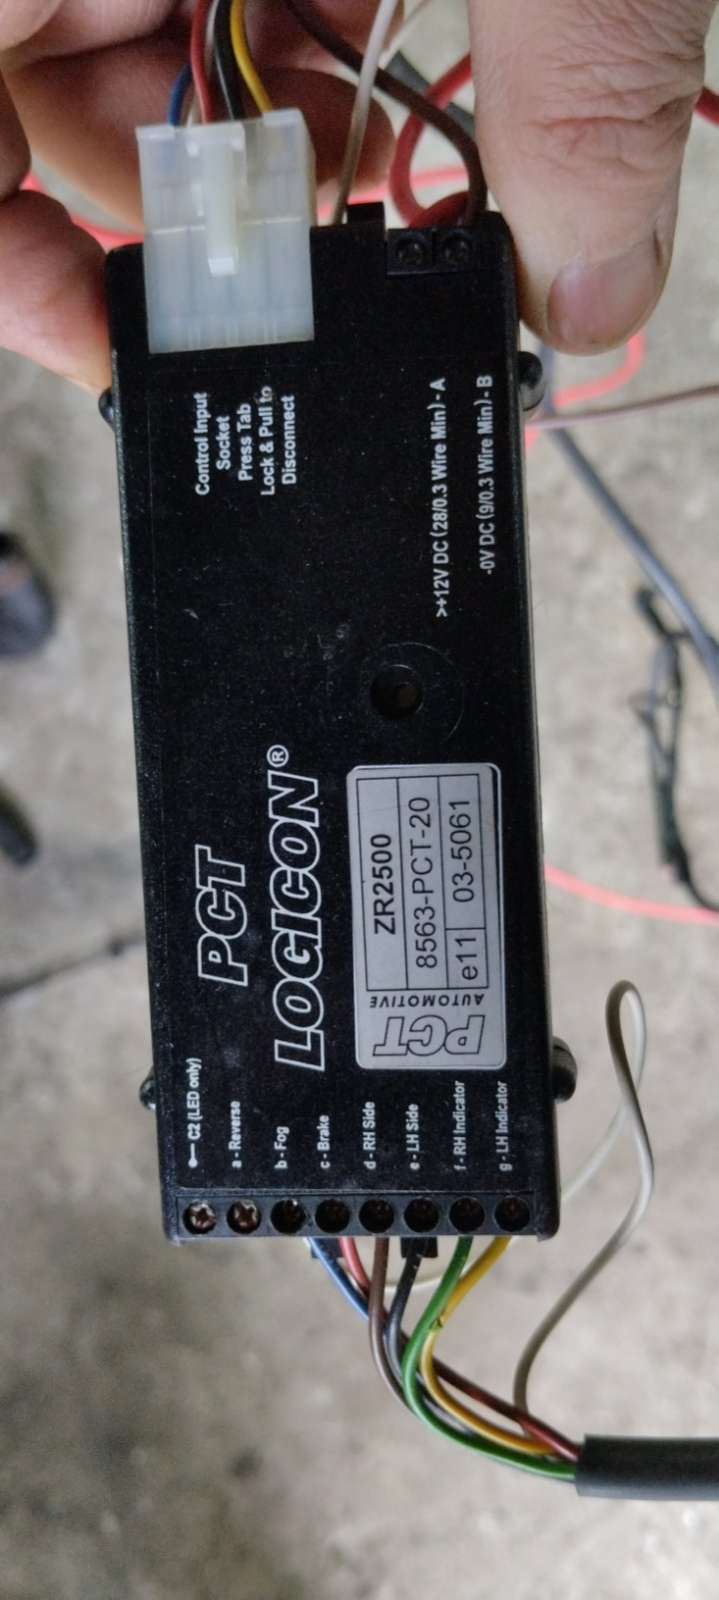 Control Input
Socket
Press Tab
Lock & Pull to
Disconnect
>+12V DC (28/0.3 Wire Min) - A
-0V DC (9/0.3 Wire Min) - B
PCT
LOGICON®
PCT
AUTOMOTIVE
ZR2500
8563-PCT-20
e11 03-5061
C2 (LED only)
a - Reverse
b - Fog
c - Brake
d - RH Side
e - LH Side
f - RH Indicator
g - LH Indicator